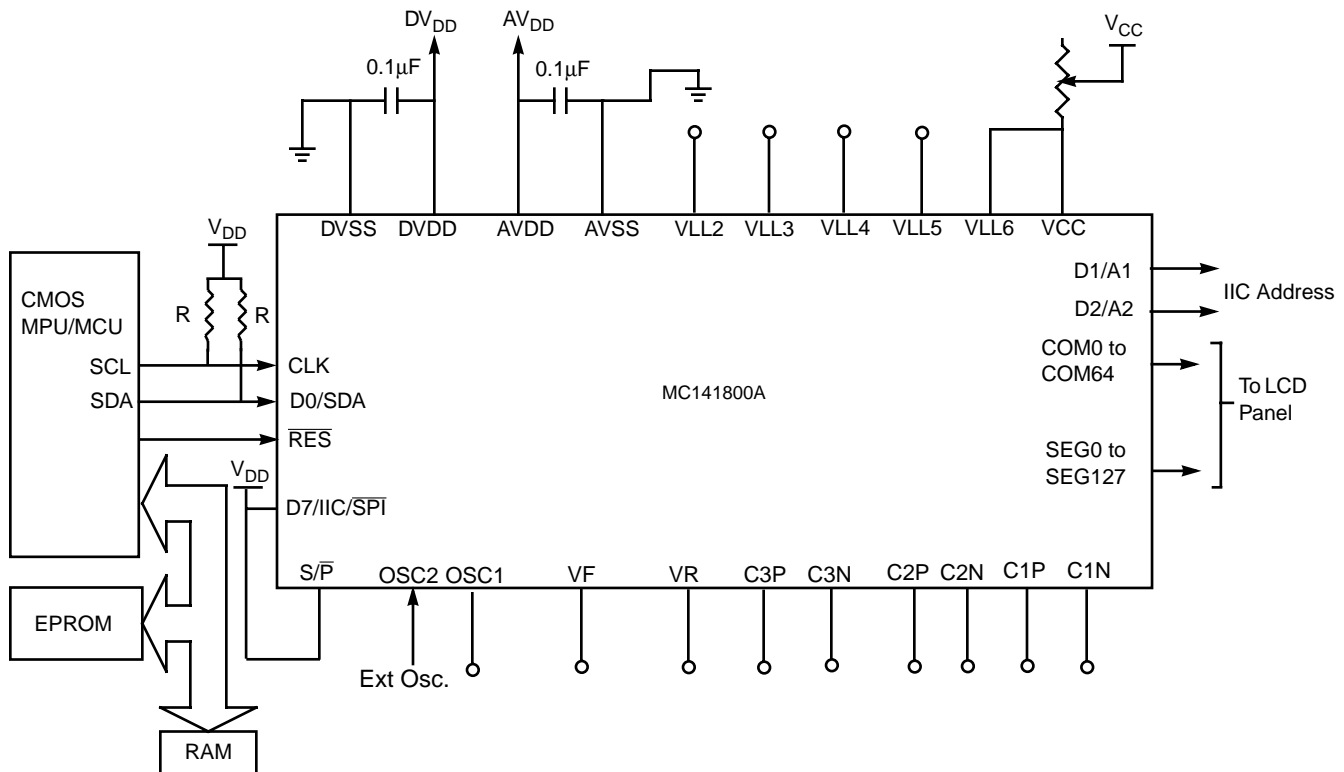 DVDD
AVDD
VCC
0.1μF
0.1μF
DVSS
DVDD
AVDD
AVSS
VLL2
VLL3
VLL4
VLL5
VLL6
VCC
VDD
CMOS
MPU/MCU
R
R
SCL
CLK
SDA
D0/SDA
RES
VDD
D7/IIC/SPI
S/P
OSC2
OSC1
VF
VR
C3P
C3N
C2P
C2N
C1P
C1N
MC141800A
D1/A1
D2/A2
IIC Address
COM0 to
COM64
SEG0 to
SEG127
To LCD
Panel
EPROM
Ext Osc.
RAM